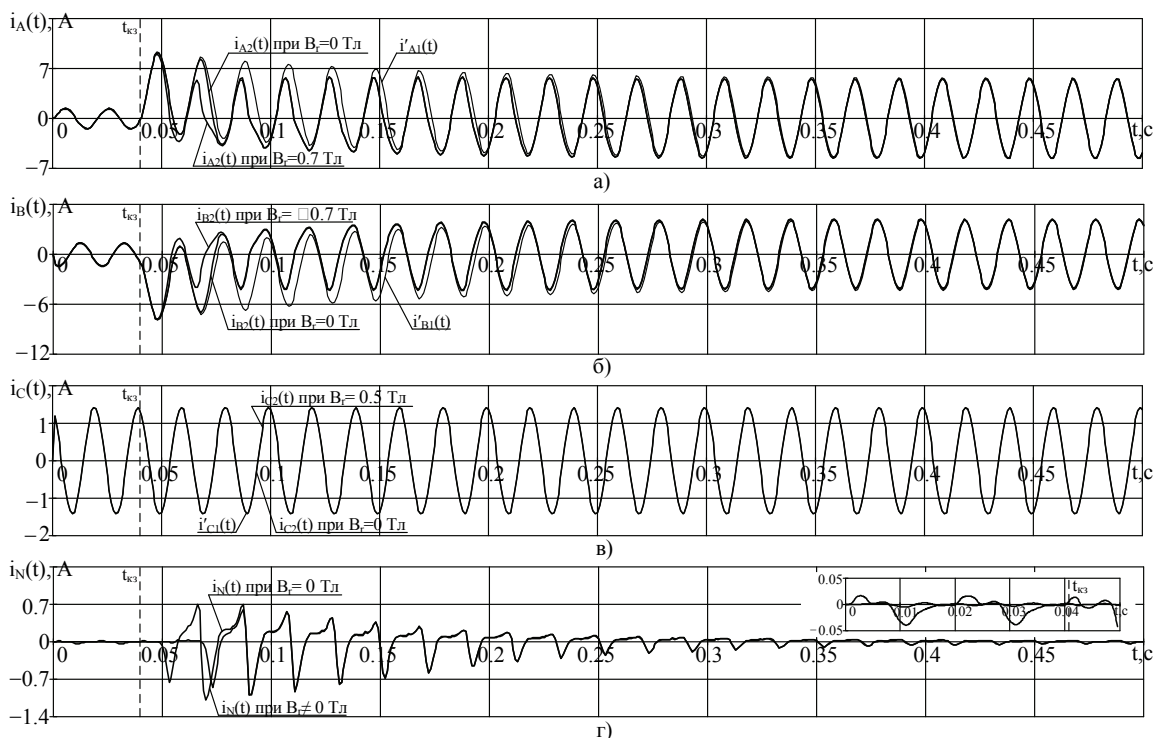 i_A(t), A
t_кз
i_A2(t) при B_r=0 Тл
i′_A1(t)
7
0
0
0.05
0.1
0.15
0.2
0.25
0.3
0.35
0.4
0.45
t,с
i_A2(t) при B_r=0.7 Тл
−7
а)
i_B(t), A
t_кз
i_B2(t) при B_r= □0.7 Тл
0
0
0.05
0.1
0.15
0.2
0.25
0.3
0.35
0.4
0.45
t,с
−6
i_B2(t) при B_r=0 Тл
i′_B1(t)
−12
б)
i_C(t), A
t_кз
i_C2(t) при B_r= 0.5 Тл
1
0
0
0.05
0.1
0.15
0.2
0.25
0.3
0.35
0.4
0.45
t,с
−1
i′_C1(t)
i_C2(t) при B_r=0 Тл
−2
в)
i_N(t), A
t_кз
i_N(t) при B_r= 0 Тл
0.7
0
0
0.05
0.1
0.15
0.2
0.25
0.3
0.35
0.4
0.45
t,с
−0.7
i_N(t) при B_r≠ 0 Тл
−1.4
0.05
t_кз
0
0
0.01
0.02
0.03
0.04
t,с
−0.05
г)